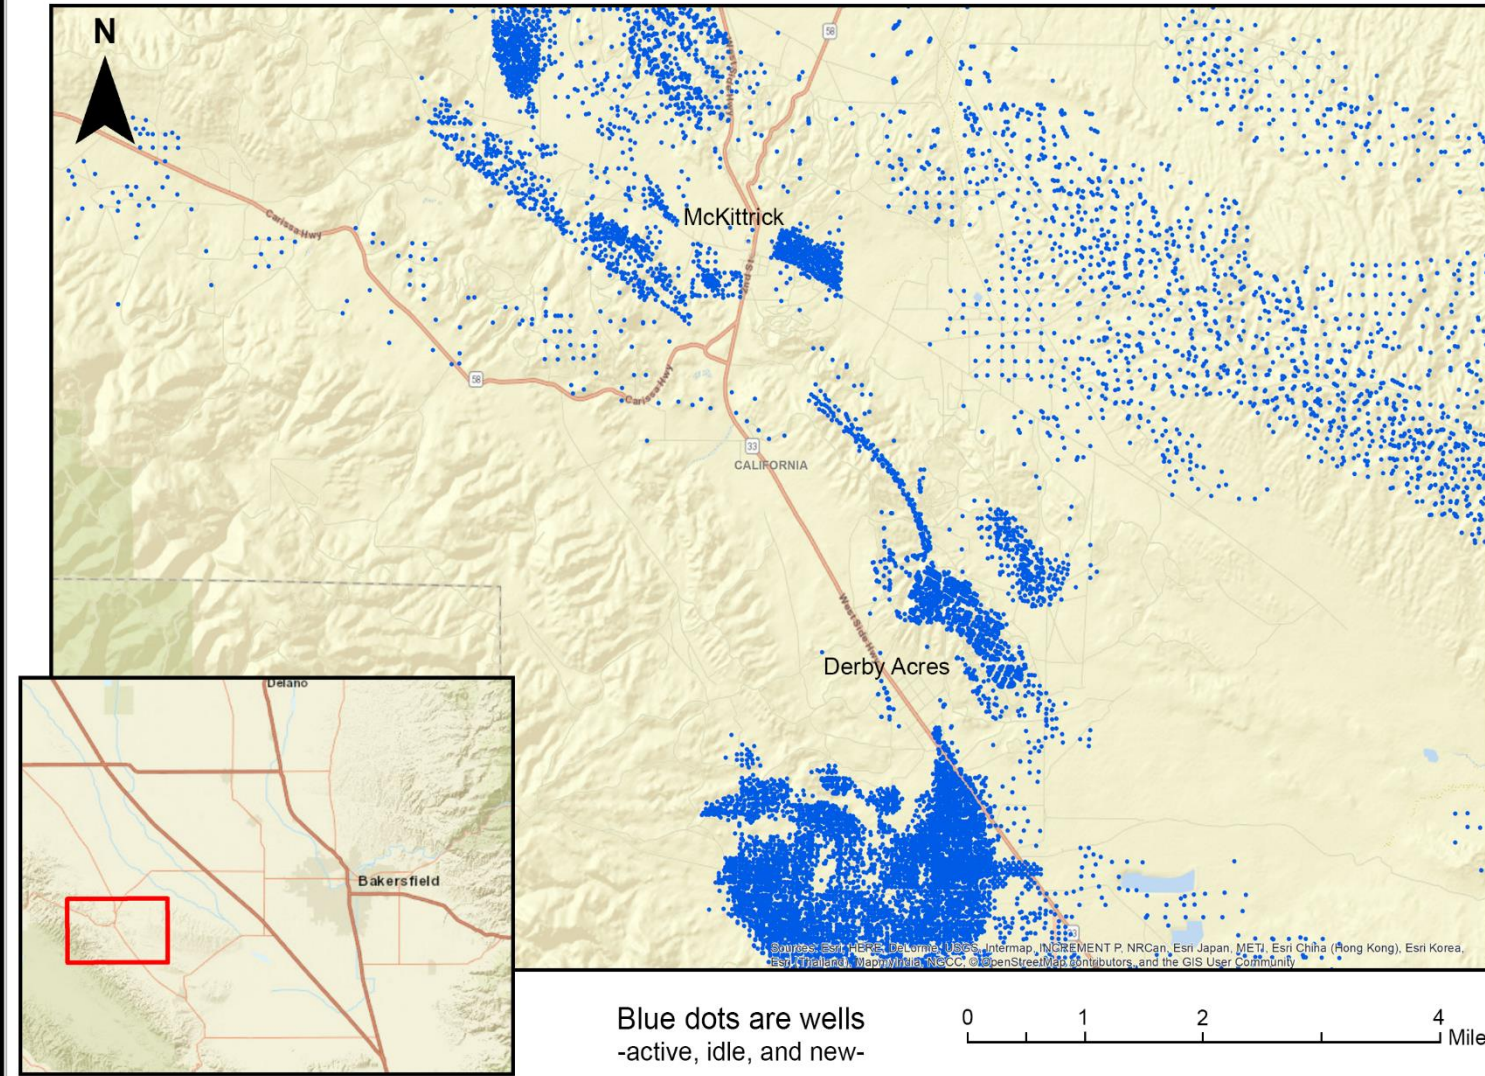 N
58
McKittrick
Carissa Hwy
2nd St
58
Carissa Hwy
33
CALIFORNIA
West Side Hwy
Derby Acres
Delano
Bakersfield
Sources: Esri, HERE, DeLorme, USGS, Intermap, INCREMENT P, NRCan, Esri Japan, METI, Esri China (Hong Kong), Esri Korea,
Esri (Thailand), MapmyIndia, NGCC, © OpenStreetMap contributors, and the GIS User Community
Blue dots are wells
-active, idle, and new-
0 1 2 4
Mile